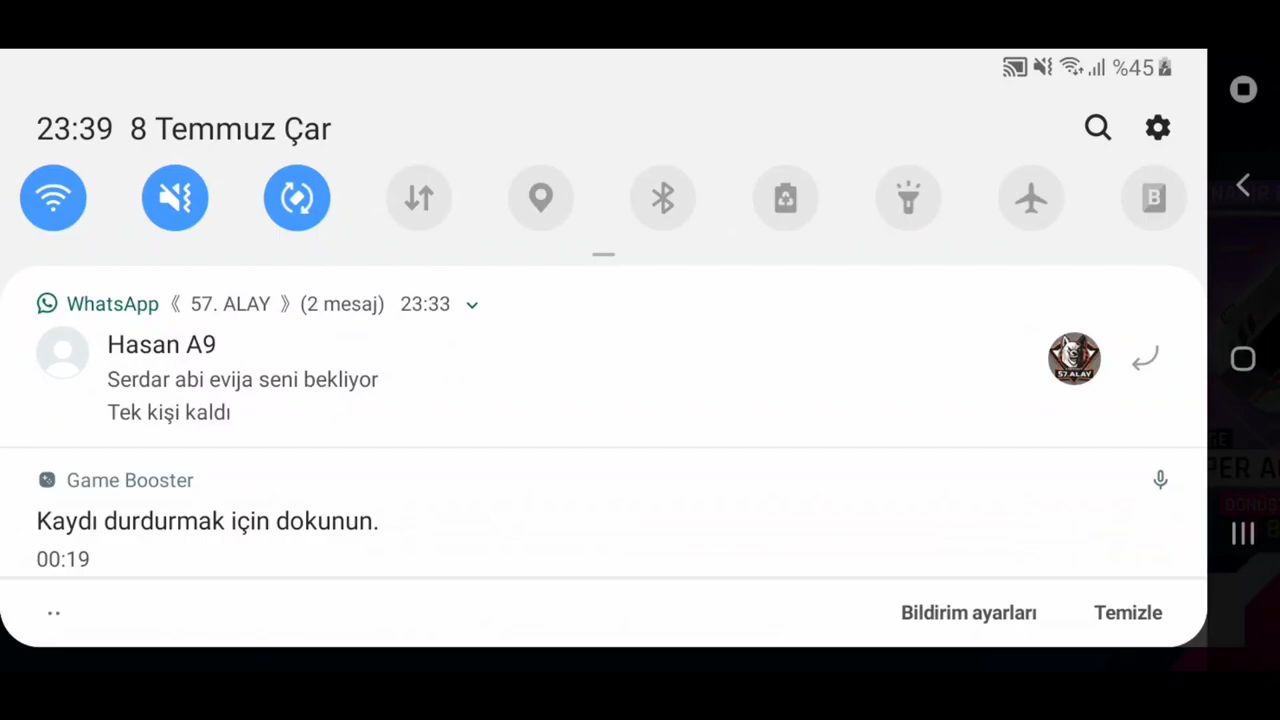 %45
23:39 8 Temmuz Çar
B
WhatsApp 《 57. ALAY 》 (2 mesaj) 23:33
Hasan A9
Serdar abi evija seni bekliyor
Tek kişi kaldı
57.ALAY
Game Booster
Kaydı durdurmak için dokunun.
00:19
Bildirim ayarları
Temizle